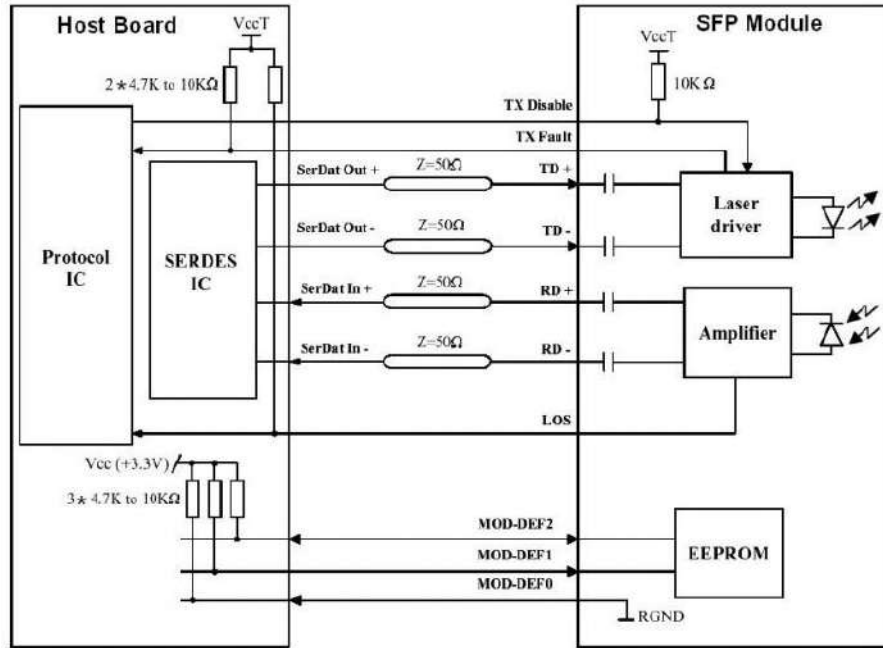 Host Board
SFP Module
VccT
VccT
2*4.7K to 10KΩ
10KΩ
TX Disable
TX Fault
SerDat Out +
Z=50Ω
TD +
SerDat Out -
Z=50Ω
TD -
Laser
driver
Protocol
IC
SERDES
IC
SerDat In +
Z=50Ω
RD +
SerDat In -
Z=50Ω
RD -
Amplifier
LOS
Vcc (+3.3V)
3*4.7K to 10KΩ
MOD-DEF2
MOD-DEF1
MOD-DEF0
EEPROM
RGND